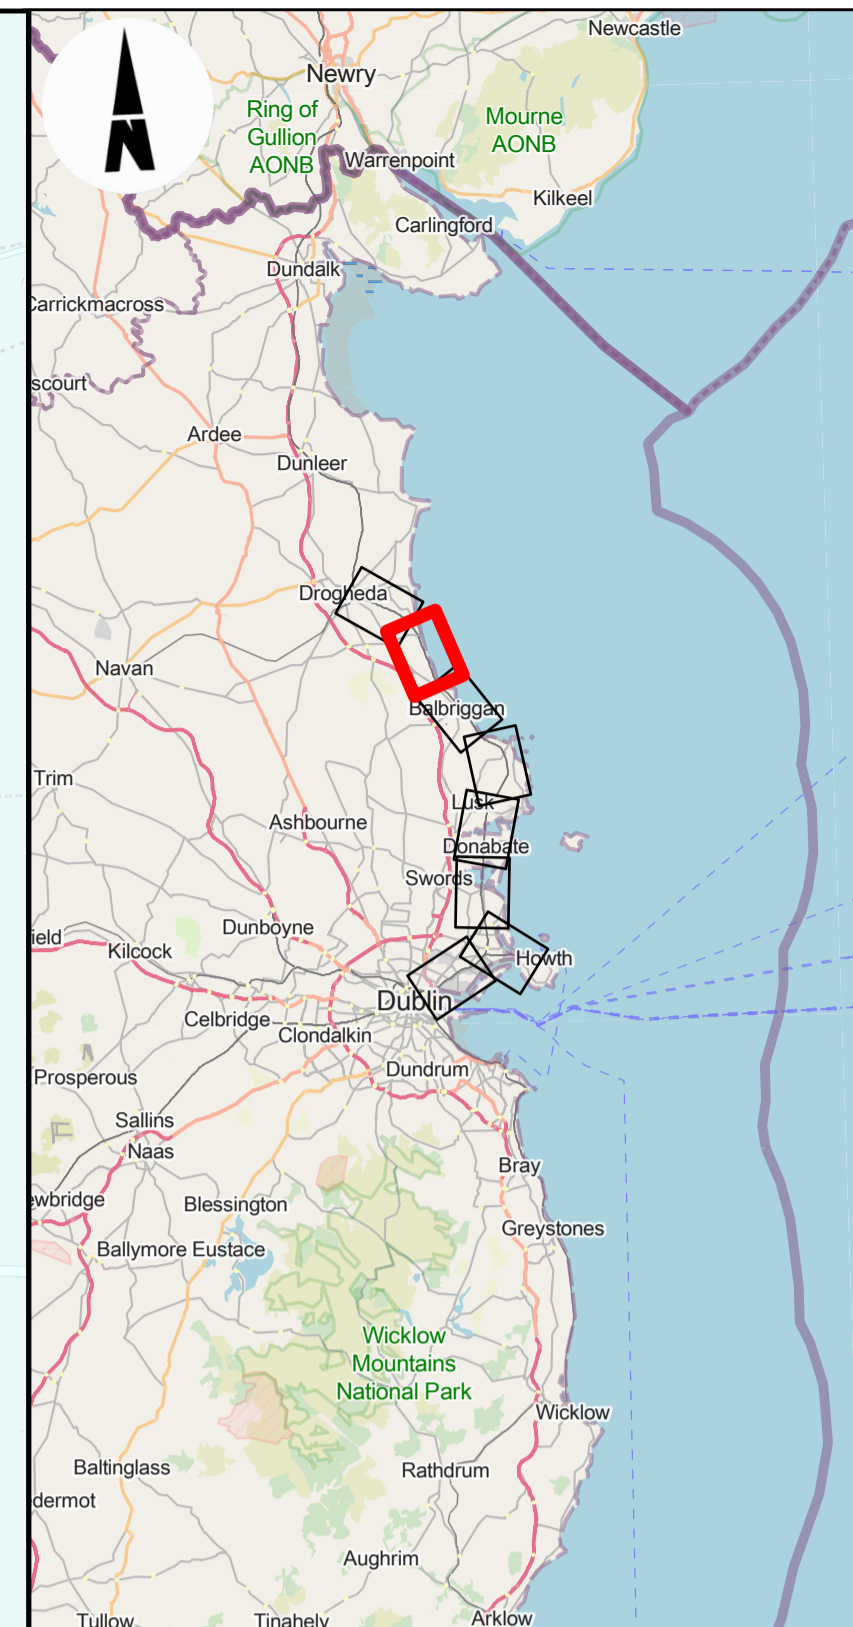 Newcastle
Newry
Ring of
Gullion
AONB
Mourne
AONB
N
Warrenpoint
Kilkeel
Carlingford
Dundalk
Carrickmacross
scourt
Ardee
Dunleer
Drogheda
Navan
Balbriggan
Trim
Lusk
Ashbourne
Donabate
Swords
Dunboyne
ield
Kilcock
Howth
Dublin
Celbridge
Clondalkin
Dundrum
Prosperous
Sallins
Naas
Bray
ewbridge
Blessington
Greystones
Ballymore Eustace
Wicklow
Mountains
National Park
Wicklow
Baltinglass
Rathdrum
dermot
Aughrim
Tullow
Tinahely
Arklow